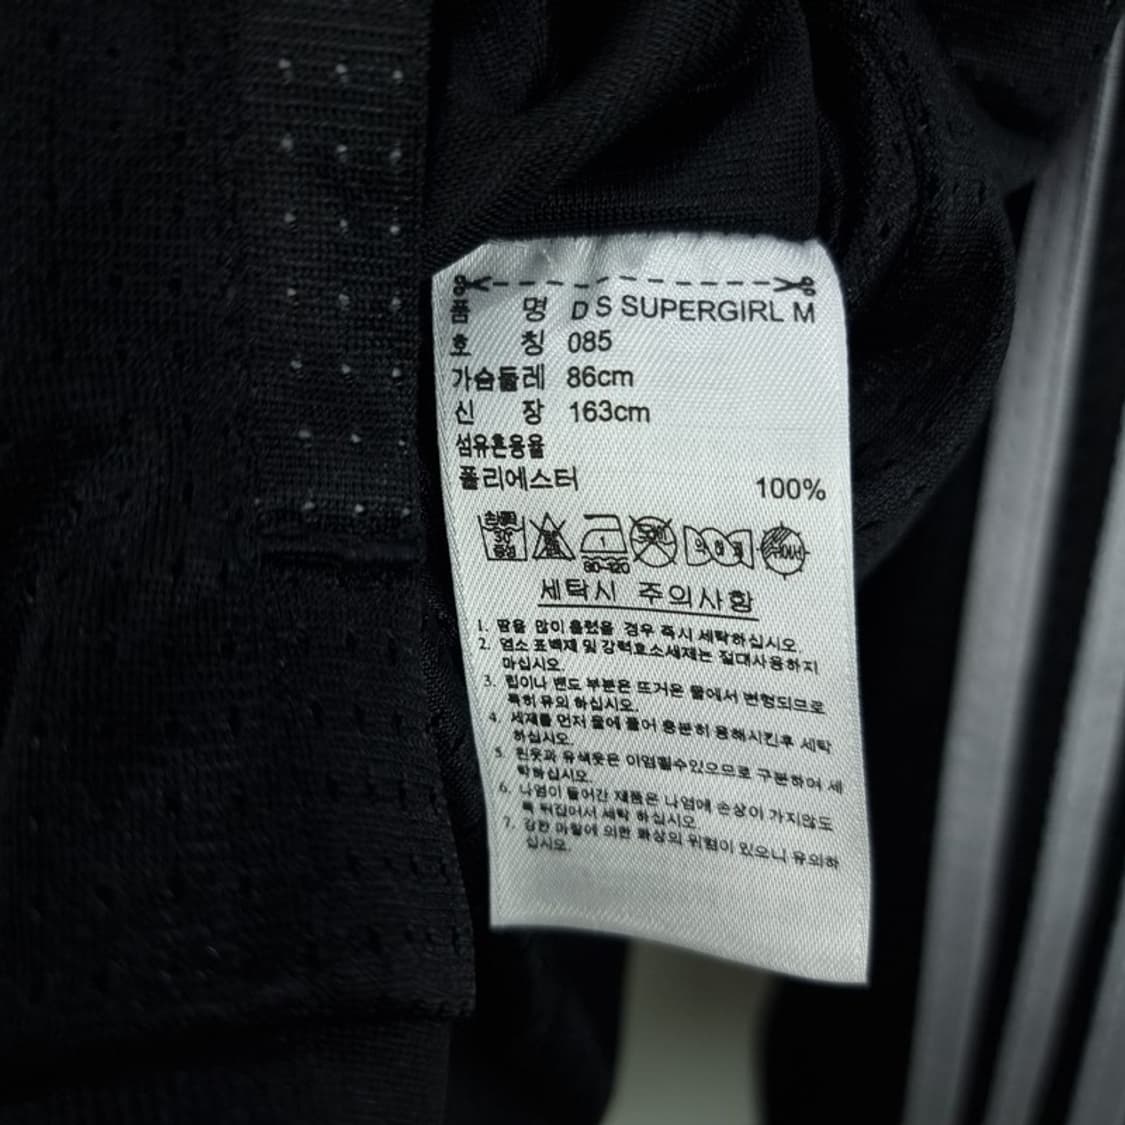 품 명 DS SUPERGIRL M
호 칭 085
가슴둘레 86cm
신 장 163cm
섬유혼용율
폴리에스터 100%
손세탁 30° 중성
80~120
세탁시 주의사항
1. 땀을 많이 흘렸을 경우 즉시 세탁하십시오.
2. 염소 표백제 및 강력효소세제는 절대사용하지
마십시오.
3. 립이나 밴드 부분은 뜨거운 물에서 변형되므로
특히 유의 하십시오.
4. 세제를 먼저 물에 풀어 충분히 용해시킨후 세탁
하십시오.
5. 흰옷과 유색옷은 이염될수있으므로 구분하여 세
탁하십시오.
6. 나염이 들어간 제품은 나염에 손상이 가지않도
록 뒤집어서 세탁 하십시오.
7. 강한 마찰에 의한 화상의 위험이 있으니 유의하
십시오.